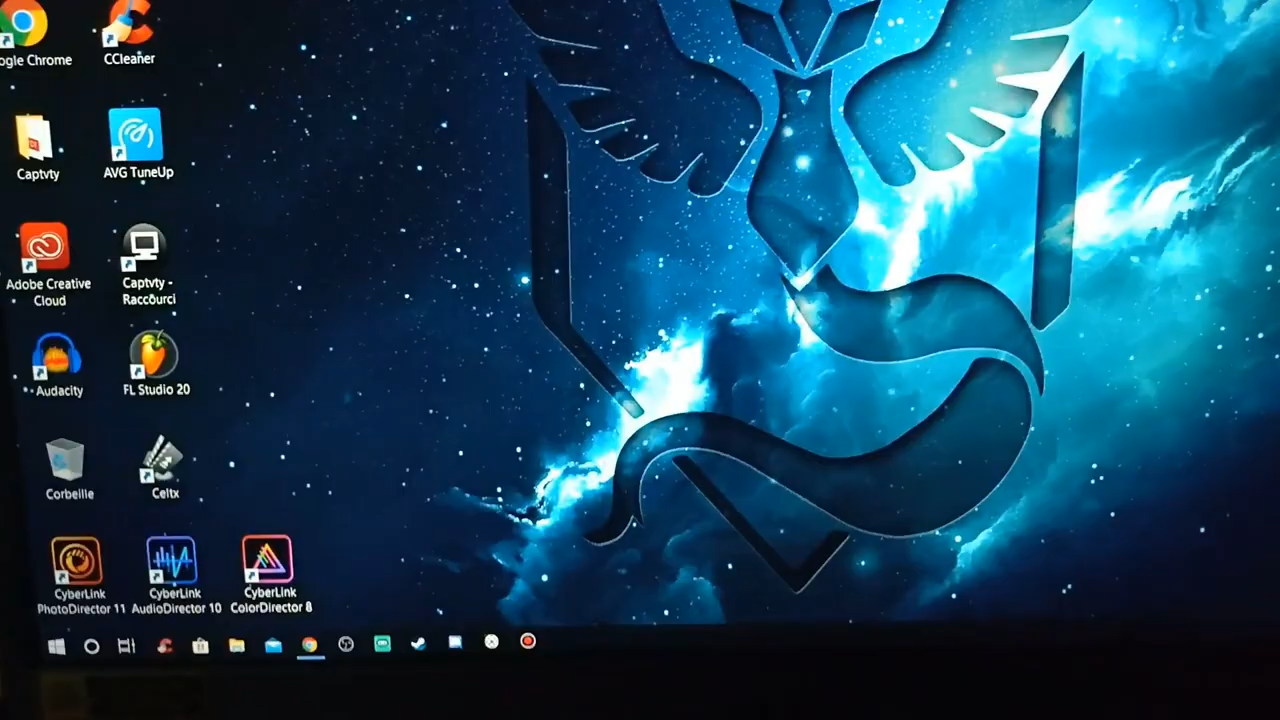 ogle Chrome
CCleaner
Captvty
AVG TuneUp
Adobe Creative
Cloud
Captvty -
Raccourci
Audacity
FL Studio 20
Corbeille
Celtx
CyberLink
PhotoDirector 11
CyberLink
AudioDirector 10
CyberLink
ColorDirector 8